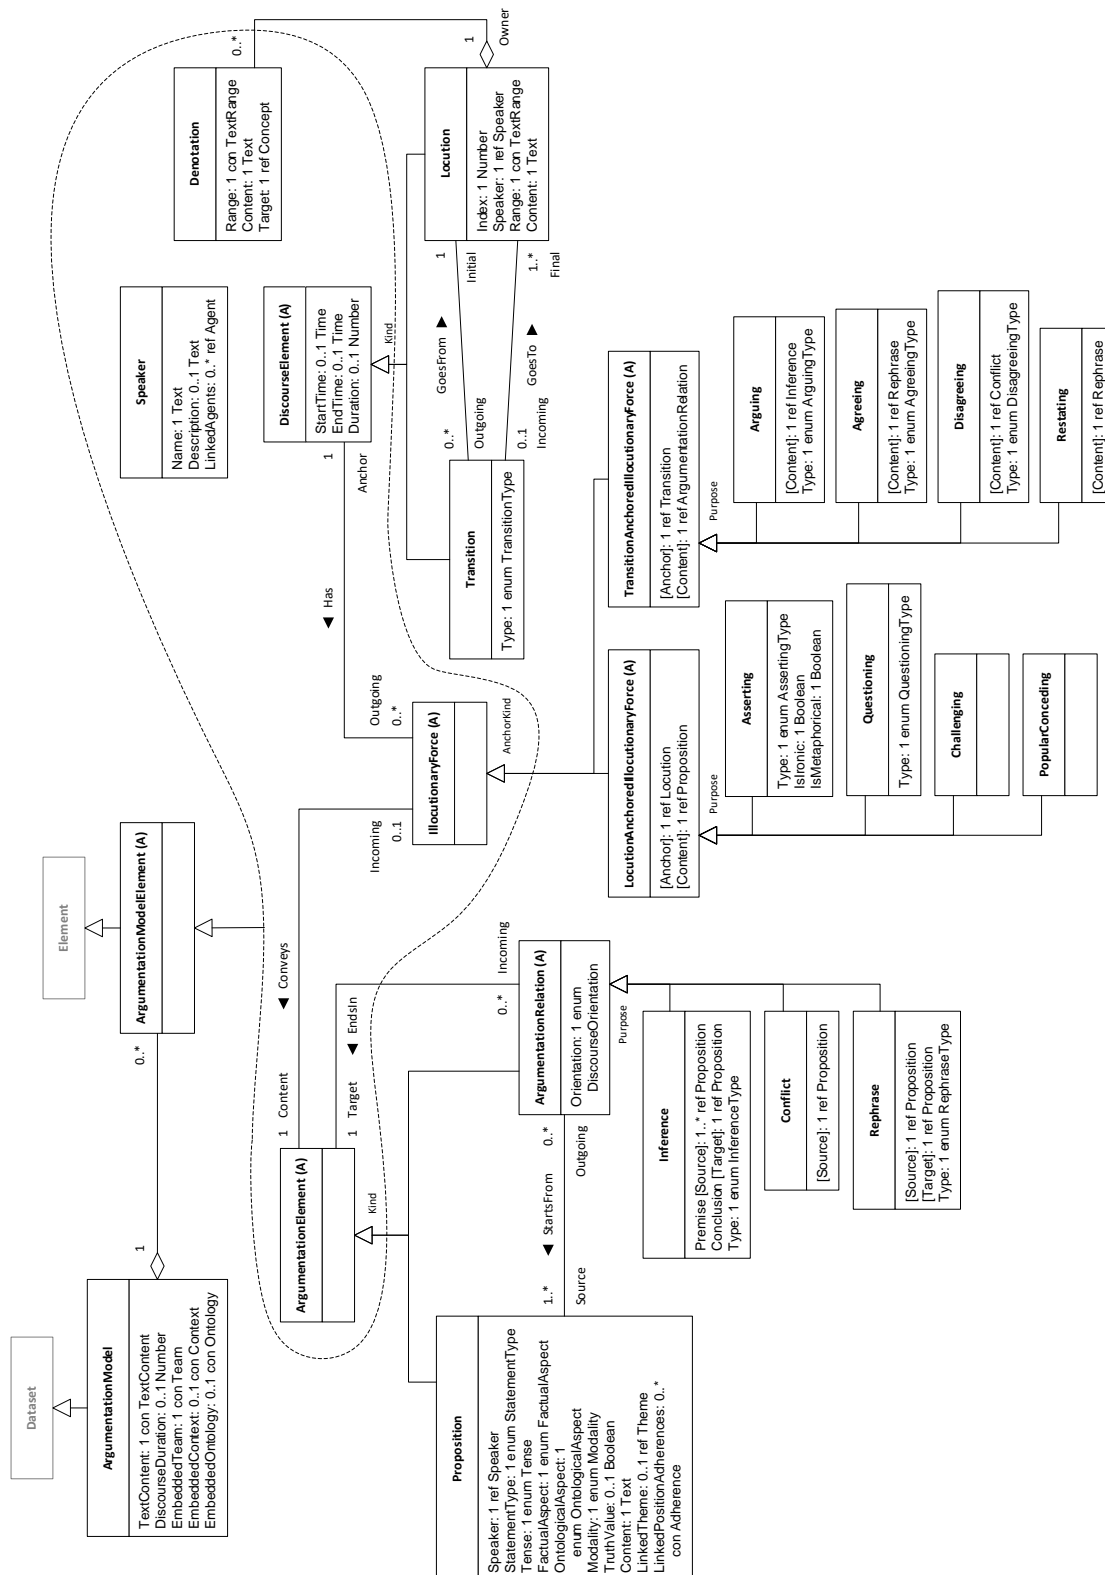 Dataset
ArgumentationModel
TextContent: 1 con TextContent
DiscourseDuration: 0..1 Number
EmbeddedTeam: 1 con Team
EmbeddedContext: 0..1 con Context
EmbeddedOntology: 0..1 con Ontology
1
0..*
Element
ArgumentationModelElement (A)
Speaker
Name: 1 Text
Description: 0..1 Text
LinkedAgents: 0..* ref Agent
Denotation
Range: 1 con TextRange
Content: 1 Text
Target: 1 ref Concept
0..*
1
Owner
ArgumentationElement (A)
1
Content
◄ Conveys
Incoming
0..1
1
Target
◄ EndsIn
Incoming
0..*
Kind
IllocutionaryForce (A)
Outgoing
0..*
◄ Has
1
Anchor
AnchorKind
DiscourseElement (A)
StartTime: 0..1 Time
EndTime: 0..1 Time
Duration: 0..1 Number
Kind
Transition
Type: 1 enum TransitionType
0..*
Outgoing
GoesFrom ►
1
Initial
0..1
Incoming
GoesTo ►
1..*
Final
Locution
Index: 1 Number
Speaker: 1 ref Speaker
Range: 1 con TextRange
Content: 1 Text
Proposition
Speaker: 1 ref Speaker
StatementType: 1 enum StatementType
Tense: 1 enum Tense
FactualAspect: 1 enum FactualAspect
OntologicalAspect: 1
enum OntologicalAspect
Modality: 1 enum Modality
TruthValue: 0..1 Boolean
Content: 1 Text
LinkedTheme: 0..1 ref Theme
LinkedPositionAdherences: 0..*
con Adherence
1..*
Source
◄ StartsFrom
0..*
Outgoing
ArgumentationRelation (A)
Orientation: 1 enum
DiscourseOrientation
Purpose
Inference
Premise [Source]: 1..* ref Proposition
Conclusion [Target]: 1 ref Proposition
Type: 1 enum InferenceType
Conflict
[Source]: 1 ref Proposition
Rephrase
[Source]: 1 ref Proposition
[Target]: 1 ref Proposition
Type: 1 enum RephraseType
LocutionAnchoredIllocutionaryForce (A)
[Anchor]: 1 ref Locution
[Content]: 1 ref Proposition
Purpose
Asserting
Type: 1 enum AssertingType
IsIronic: 1 Boolean
IsMetaphorical: 1 Boolean
Questioning
Type: 1 enum QuestioningType
Challenging
PopularConceding
TransitionAnchoredIllocutionaryForce (A)
[Anchor]: 1 ref Transition
[Content]: 1 ref ArgumentationRelation
Purpose
Arguing
[Content]: 1 ref Inference
Type: 1 enum ArguingType
Agreeing
[Content]: 1 ref Rephrase
Type: 1 enum AgreeingType
Disagreeing
[Content]: 1 ref Conflict
Type: 1 enum DisagreeingType
Restating
[Content]: 1 ref Rephrase